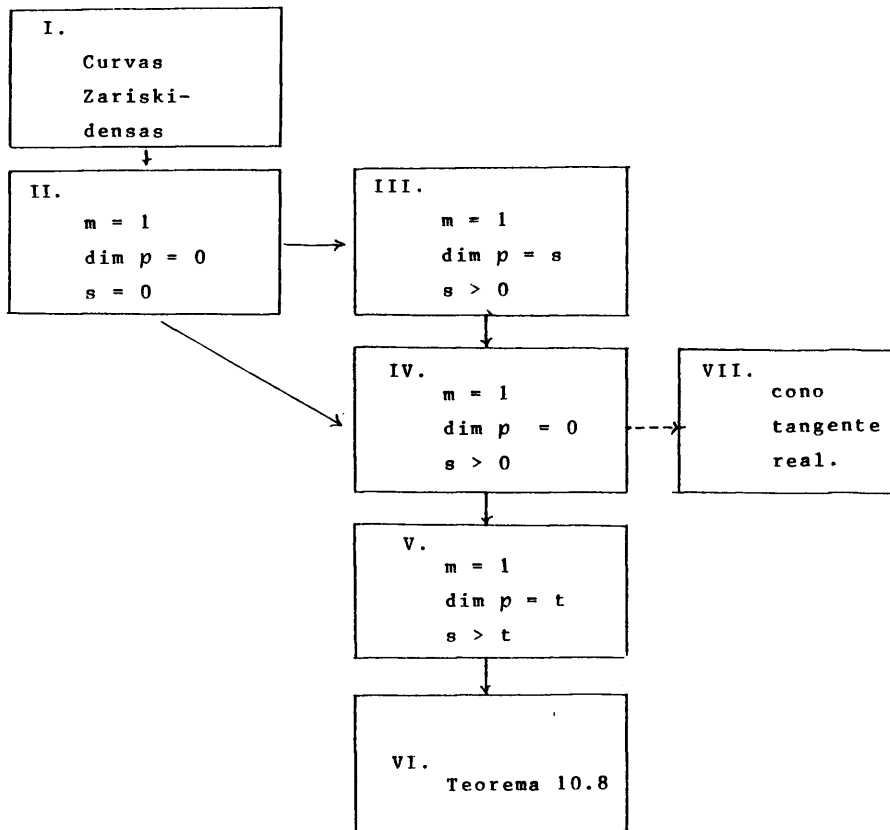 I.
Curvas
Zariski-
densas
II.
m = 1
dim p = 0
s = 0
III.
m = 1
dim p = s
s > 0
IV.
m = 1
dim p = 0
s > 0
VII.
cono
tangente
real.
V.
m = 1
dim p = t
s > t
VI.
Teorema 10.8